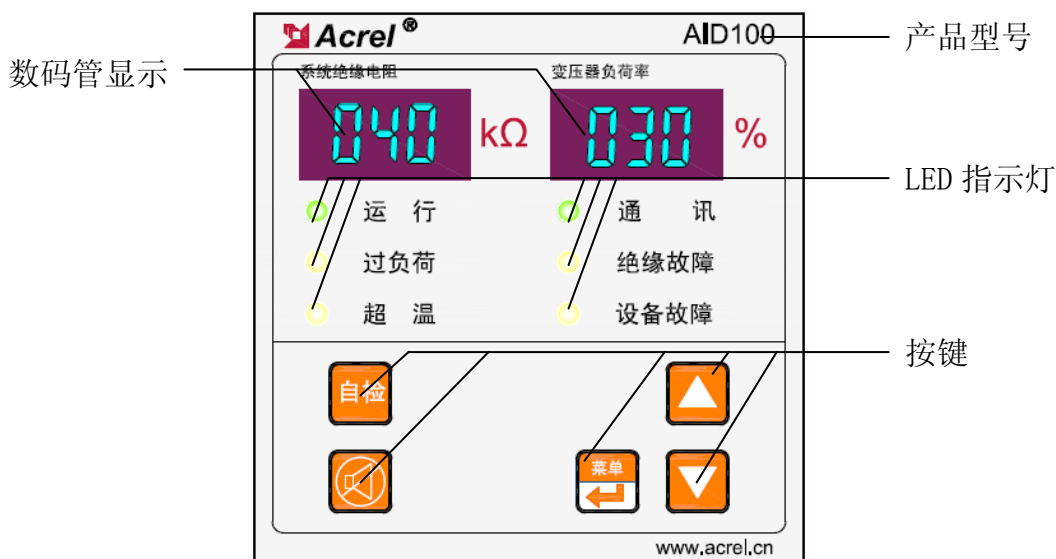 Acrel ®
AID100
产品型号
数码管显示
系统绝缘电阻
变压器负荷率
040
kΩ
030
%
LED 指示灯
运 行
通 讯
过负荷
绝缘故障
超 温
设备故障
按键
自检
菜单
www.acrel.cn